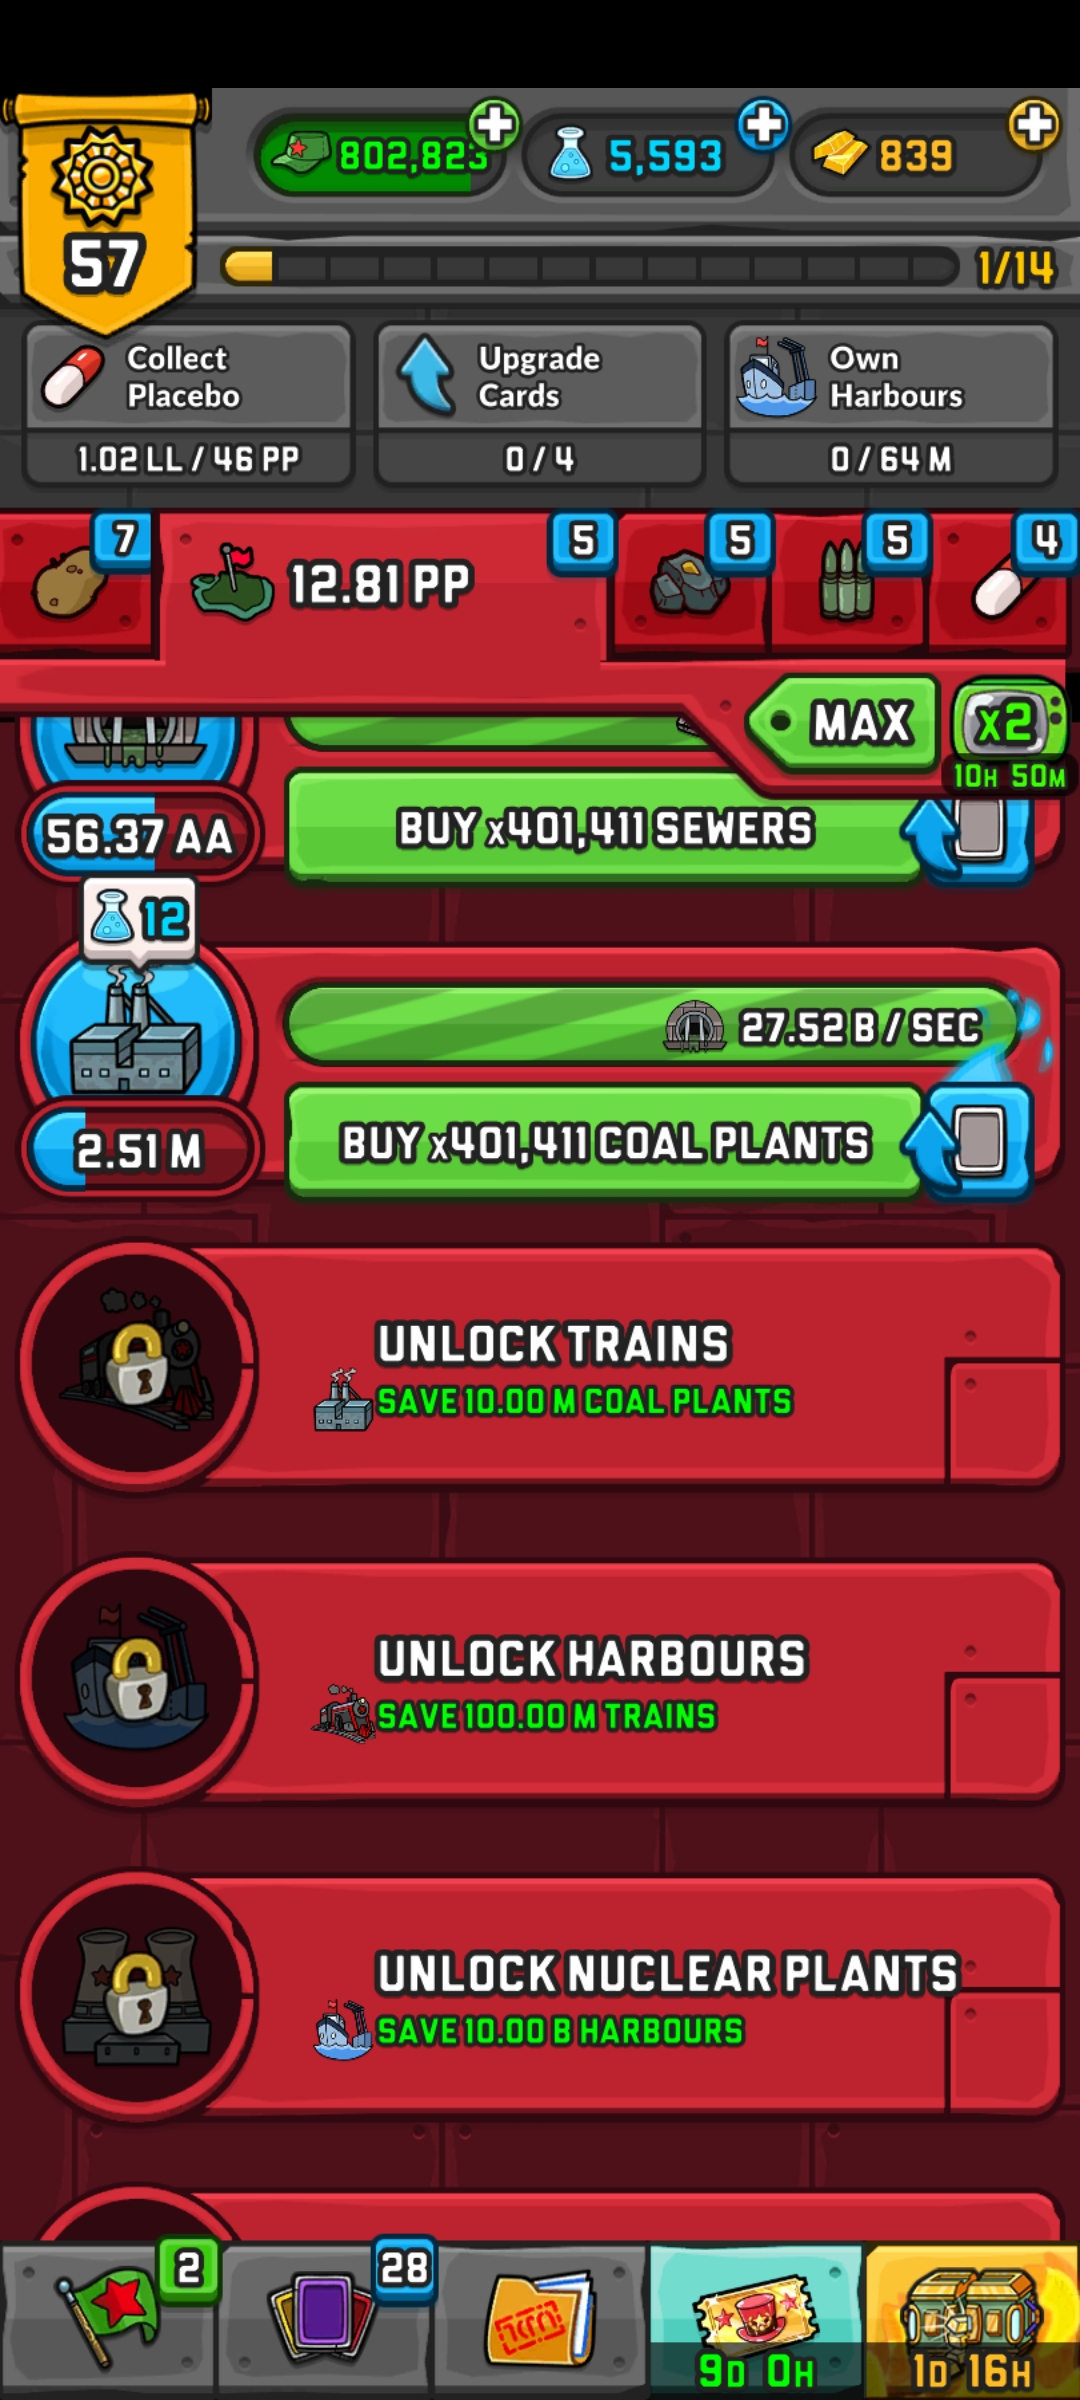 802,823
5,593
839
57
1/14
Collect
Placebo
Upgrade
Cards
Own
Harbours
1.02 LL / 46 PP
0 / 4
0 / 64 M
7
12.81 PP
5
5
5
4
MAX
x2
10H 50M
56.37 AA
BUY x401,411 SEWERS
12
27.52 B / SEC
2.51 M
BUY x401,411 COAL PLANTS
UNLOCK TRAINS
SAVE 10.00 M COAL PLANTS
UNLOCK HARBOURS
SAVE 100.00 M TRAINS
UNLOCK NUCLEAR PLANTS
SAVE 10.00 B HARBOURS
2
28
9D 0H
1D 16H